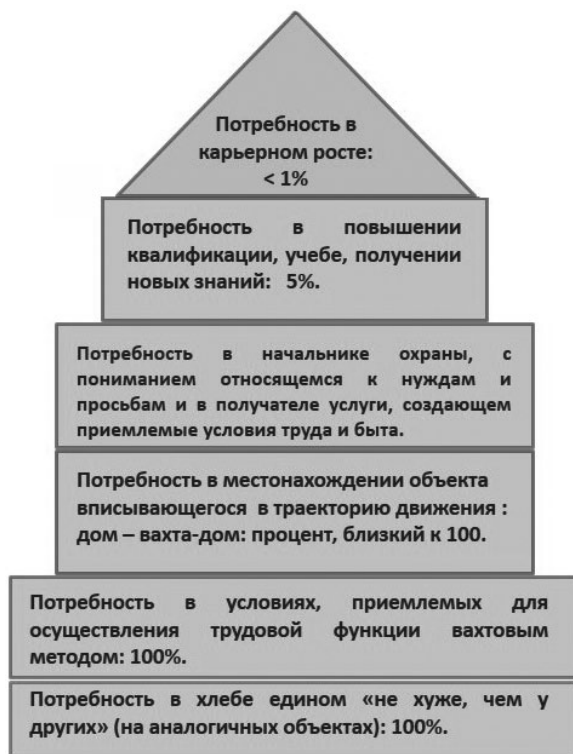 Потребность в
карьерном росте:
< 1%
Потребность в повышении
квалификации, учебе, получении
новых знаний: 5%.
Потребность в начальнике охраны, с
пониманием относящемся к нуждам и
просьбам и в получателе услуги, создающем
приемлемые условия труда и быта.
Потребность в местонахождении объекта
вписывающегося в траекторию движения :
дом – вахта-дом: процент, близкий к 100.
Потребность в условиях, приемлемых для
осуществления трудовой функции вахтовым
методом: 100%.
Потребность в хлебе едином «не хуже, чем у
других» (на аналогичных объектах): 100%.